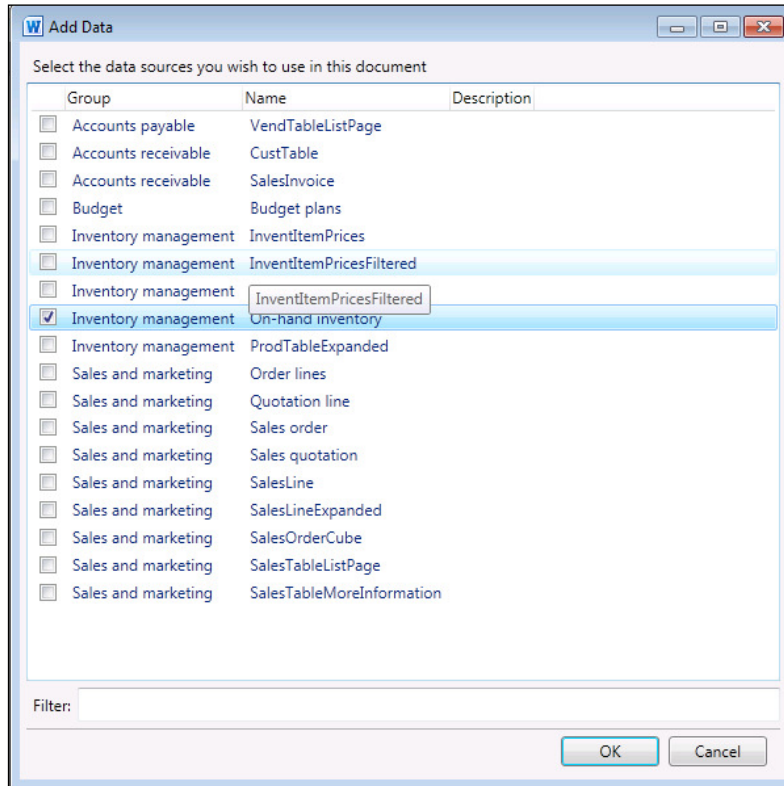 W Add Data
Select the data sources you wish to use in this document
Group Name Description
Accounts payable VendTableListPage
Accounts receivable CustTable
Accounts receivable SalesInvoice
Budget Budget plans
Inventory management InventItemPrices
Inventory management InventItemPricesFiltered
Inventory management
InventItemPricesFiltered
Inventory management On-hand inventory
Inventory management ProdTableExpanded
Sales and marketing Order lines
Sales and marketing Quotation line
Sales and marketing Sales order
Sales and marketing Sales quotation
Sales and marketing SalesLine
Sales and marketing SalesLineExpanded
Sales and marketing SalesOrderCube
Sales and marketing SalesTableListPage
Sales and marketing SalesTableMoreInformation
Filter:
OK Cancel